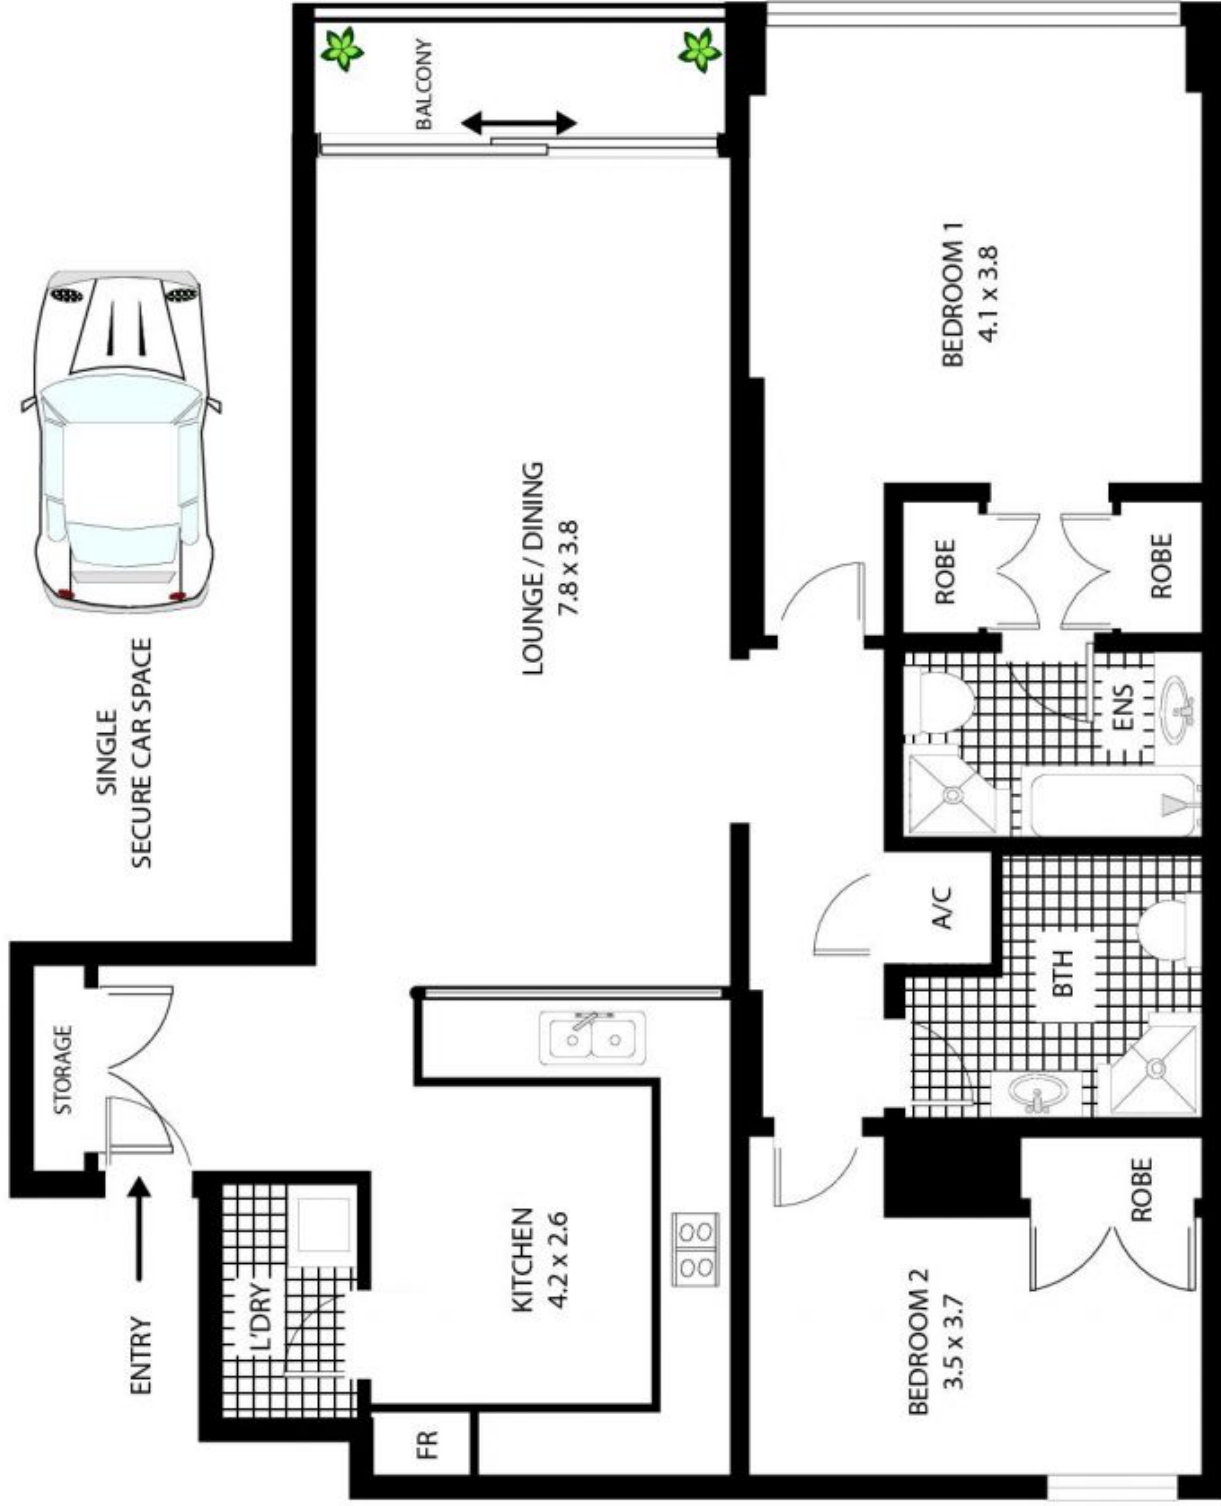 SINGLE
SECURE CAR SPACE
BALCONY
LOUNGE / DINING
7.8 x 3.8
BEDROOM 1
4.1 x 3.8
ROBE
ROBE
ENS
A/C
BTH
STORAGE
ENTRY
L'DRY
KITCHEN
4.2 x 2.6
FR
BEDROOM 2
3.5 x 3.7
ROBE